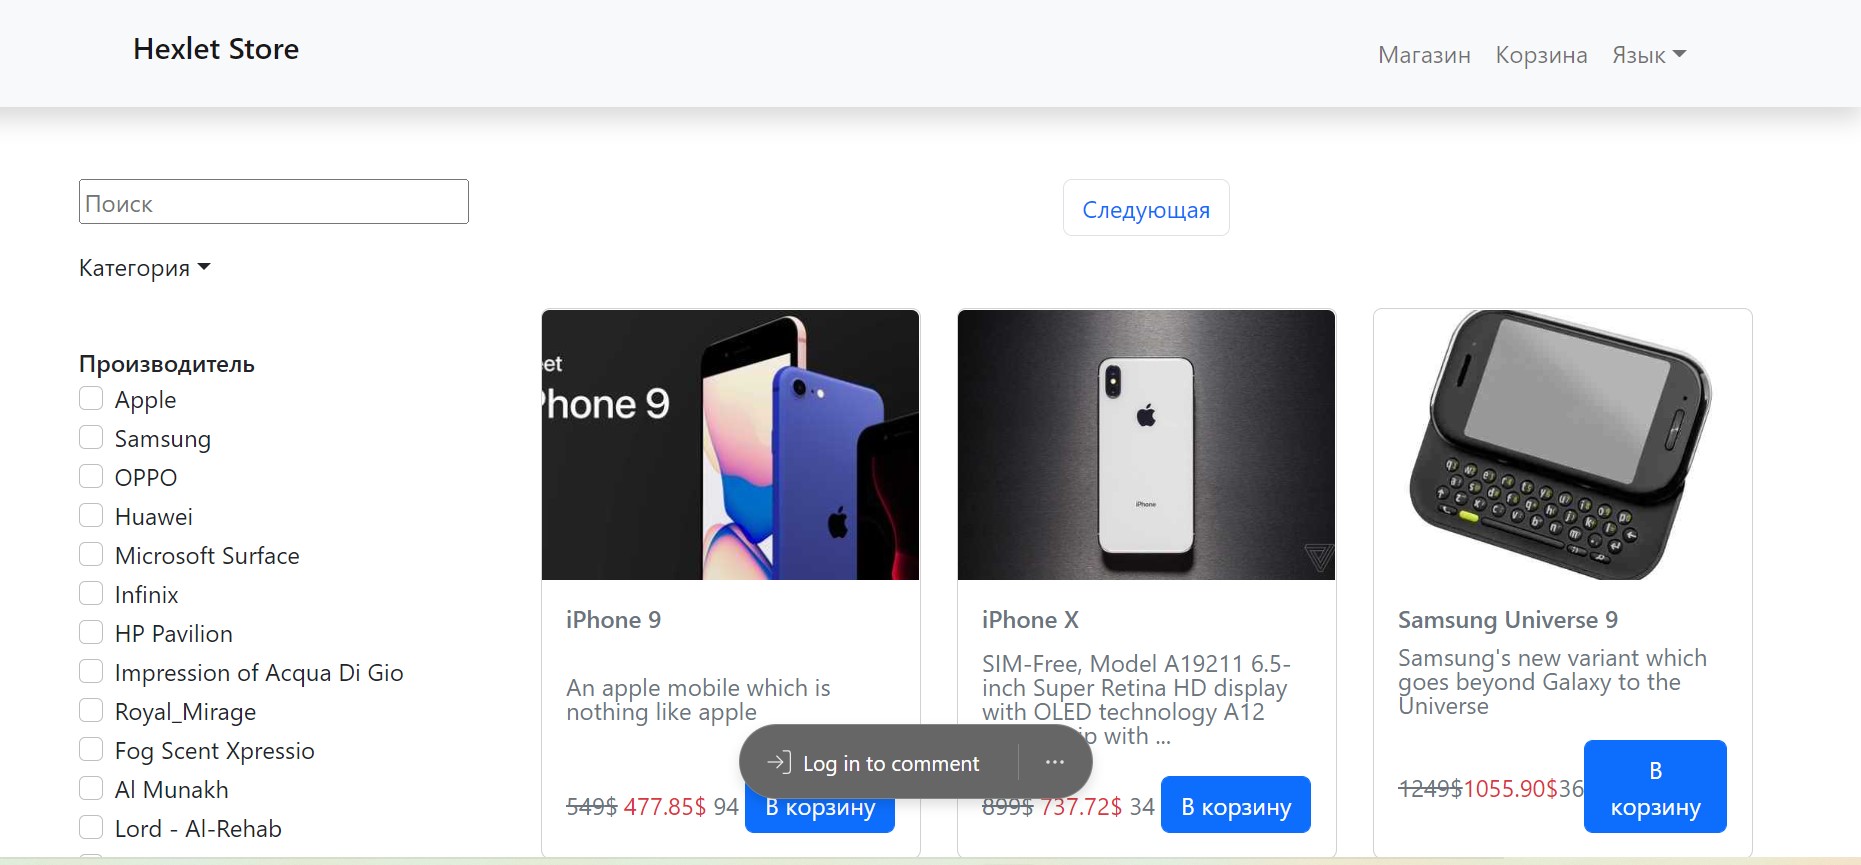 Hexlet Store
Магазин
Корзина
Язык
Поиск
Следующая
Категория
Производитель
Apple
Samsung
OPPO
Huawei
Microsoft Surface
Infinix
HP Pavilion
Impression of Acqua Di Gio
Royal_Mirage
Fog Scent Xpressio
Al Munakh
Lord - Al-Rehab
eet
Phone 9
iPhone 9
An apple mobile which is
nothing like apple
549$ 477.85$ 94
В корзину
iPhone
iPhone X
SIM-Free, Model A19211 6.5-
inch Super Retina HD display
with OLED technology A12
ip with ...
899$ 737.72$ 34
В корзину
Samsung Universe 9
Samsung's new variant which
goes beyond Galaxy to the
Universe
1249$1055.90$36
В
корзину
Log in to comment